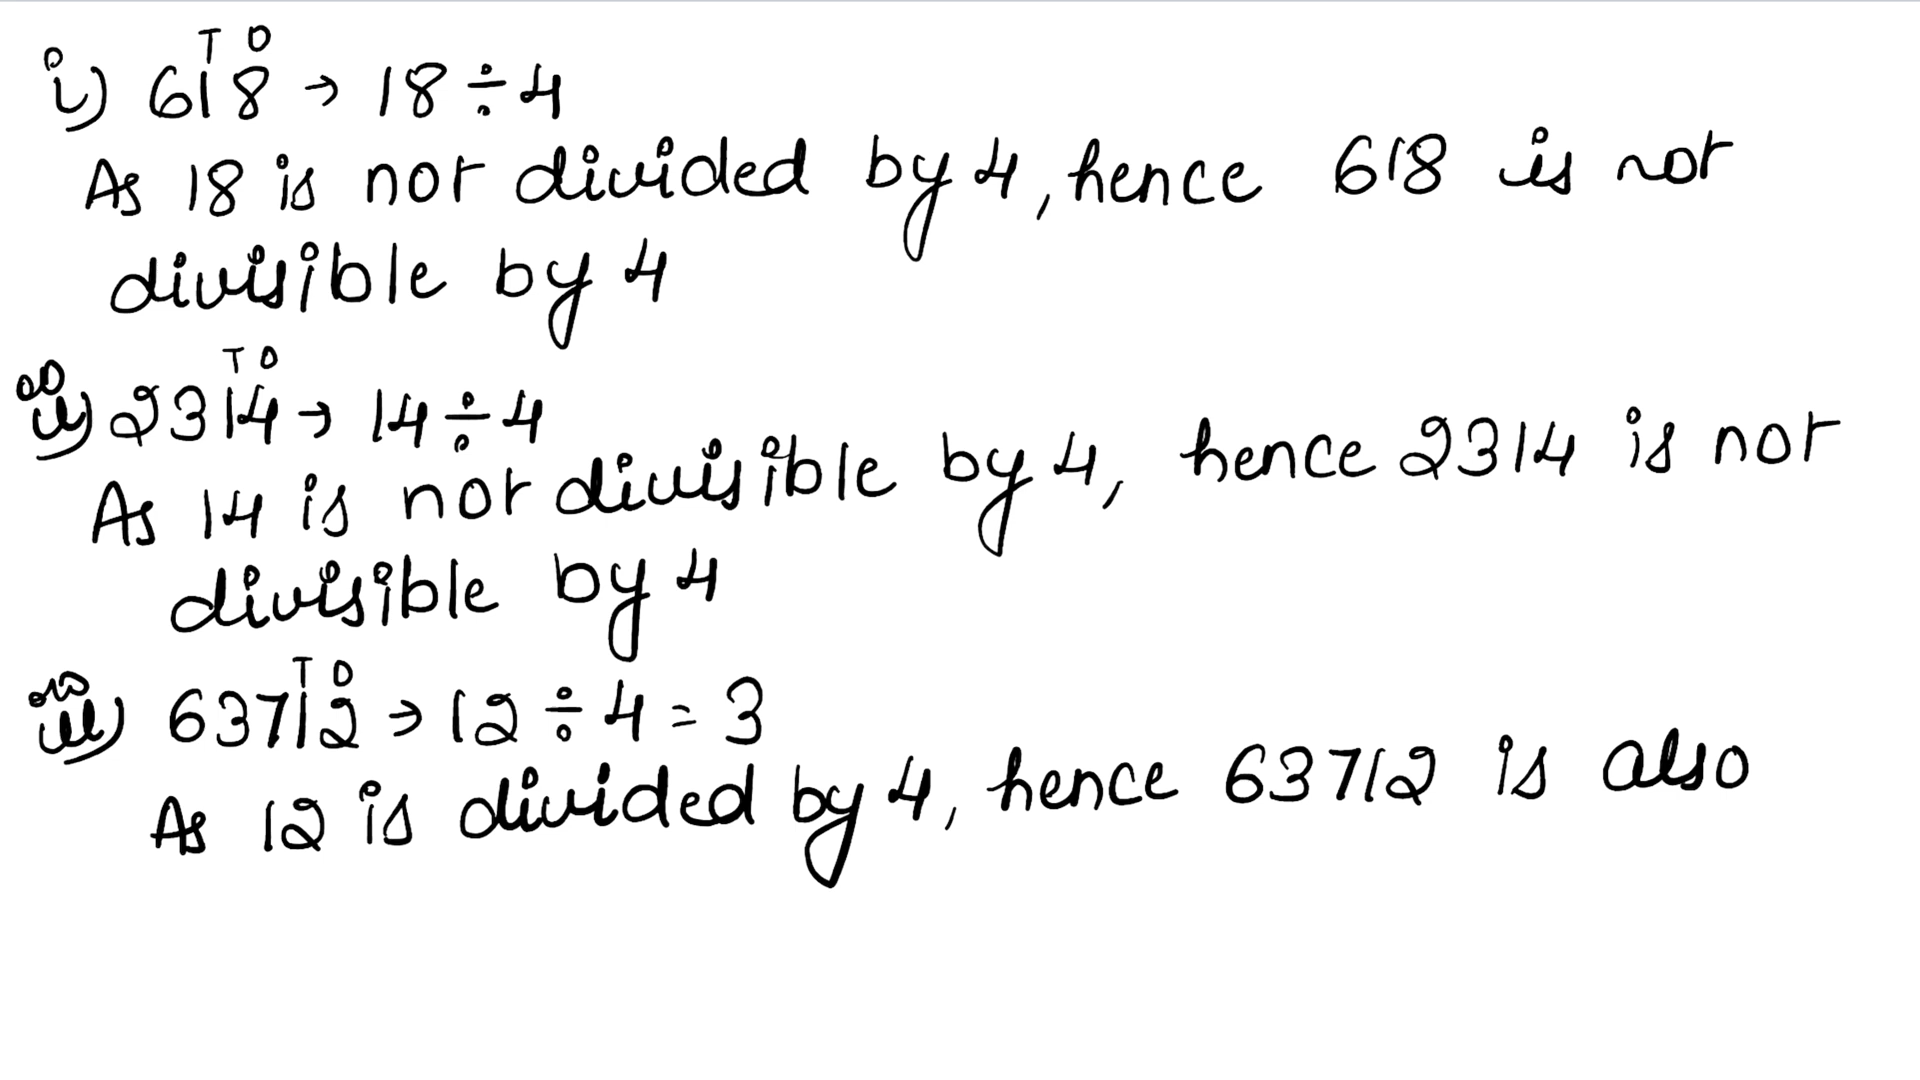 T O
i) 618 → 18 ÷ 4
As 18 is not divided by 4, hence 618 is not
divisible by 4
T O
ii) 2314 → 14 ÷ 4
As 14 is not divisible by 4, hence 2314 is not
divisible by 4
T O
iii) 63712 → 12 ÷ 4 = 3
As 12 is divided by 4, hence 63712 is also